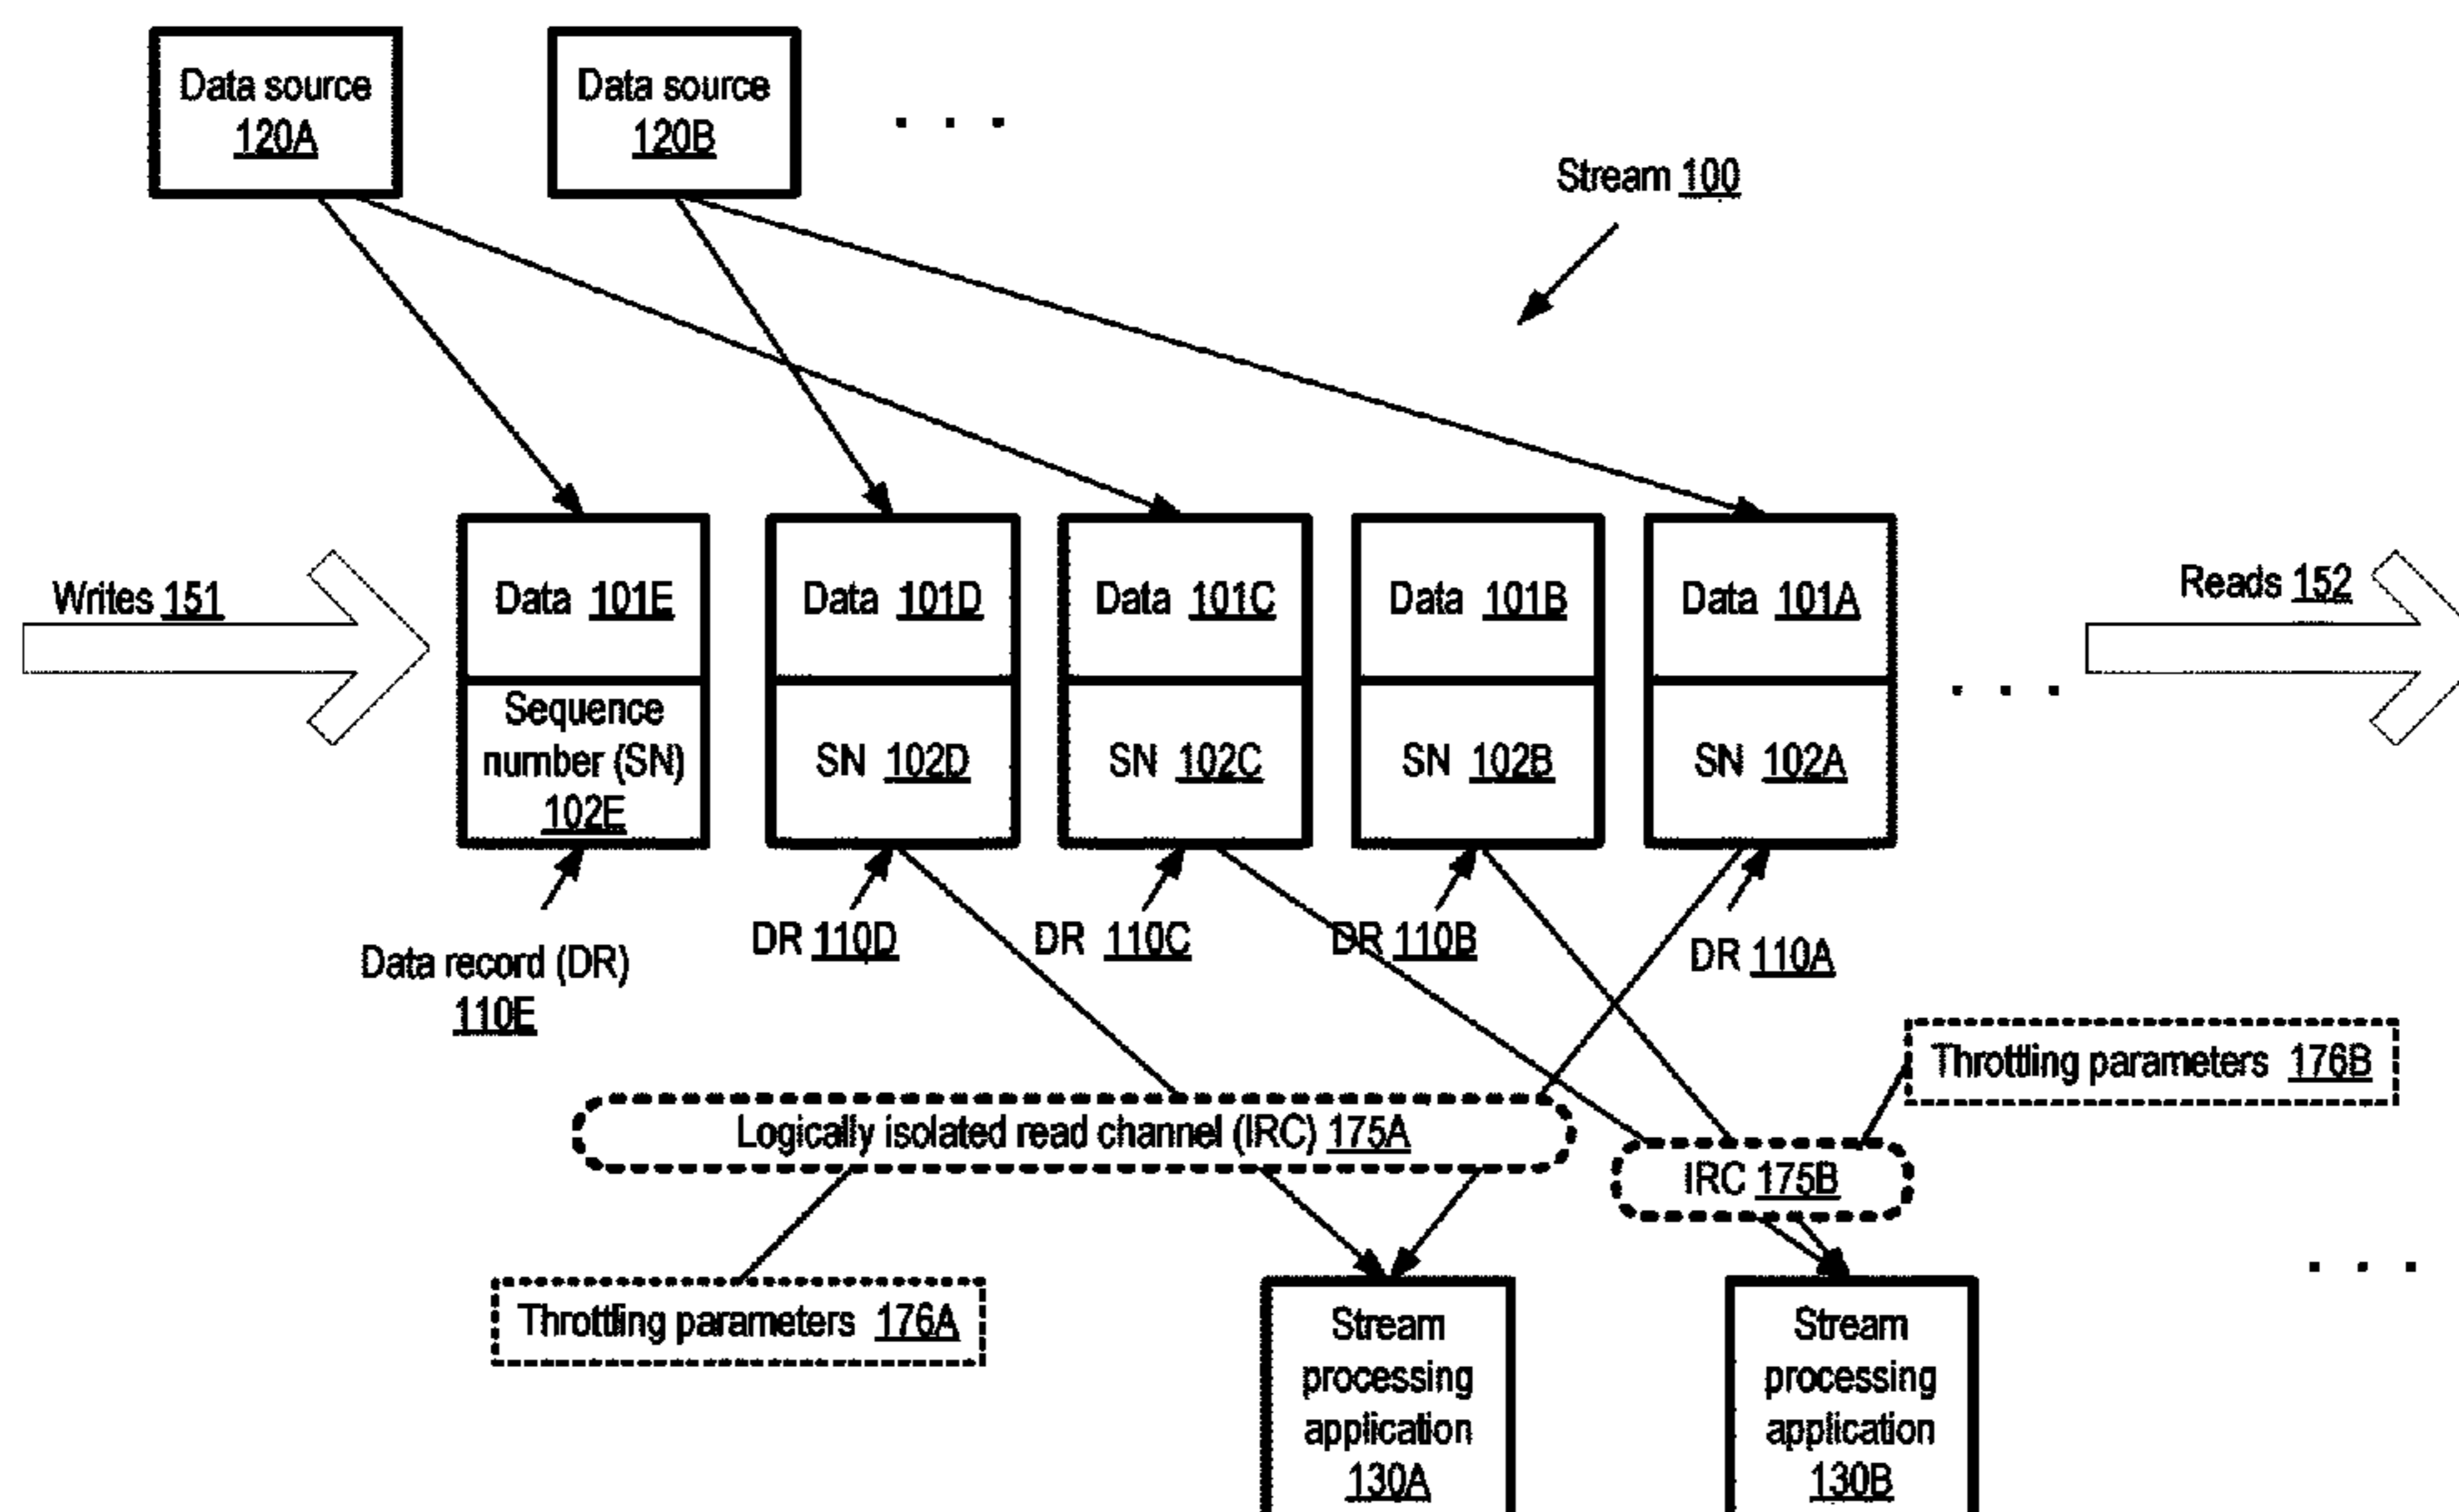 Data source
120A
Data source
120B
. . .
Stream 100
Writes 151
Data 101E
Data 101D
Data 101C
Data 101B
Data 101A
Reads 152
Sequence
number (SN)
102E
SN 102D
SN 102C
SN 102B
SN 102A
. . .
Data record (DR)
110E
DR 110D
DR 110C
DR 110B
DR 110A
Throttling parameters 176B
Logically isolated read channel (IRC) 175A
IRC 175B
. . .
Throttling parameters 176A
Stream
processing
application
130A
Stream
processing
application
130B